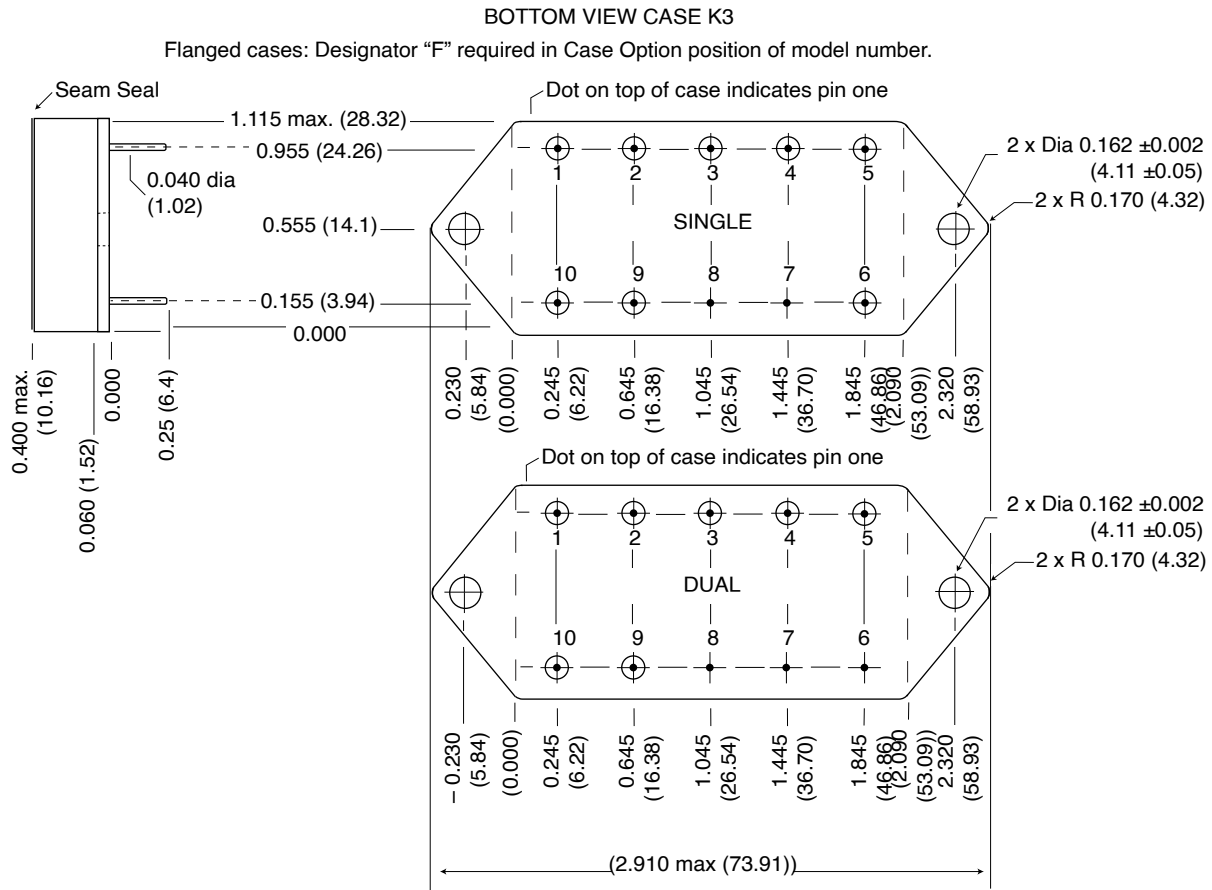 BOTTOM VIEW CASE K3
Flanged cases: Designator “F” required in Case Option position of model number.
Seam Seal
1.115 max. (28.32)
0.955 (24.26)
0.040 dia
(1.02)
0.555 (14.1)
0.155 (3.94)
0.000
0.400 max.
(10.16)
0.060 (1.52)
0.000
0.25 (6.4)
Dot on top of case indicates pin one
1 2 3 4 5
SINGLE
10 9 8 7 6
2 x Dia 0.162 ±0.002
(4.11 ±0.05)
2 x R 0.170 (4.32)
0.230
(5.84)
(0.000)
0.245
(6.22)
0.645
(16.38)
1.045
(26.54)
1.445
(36.70)
1.845
(46.86)
(2.090
(53.09))
2.320
(58.93)
Dot on top of case indicates pin one
1 2 3 4 5
DUAL
10 9 8 7 6
2 x Dia 0.162 ±0.002
(4.11 ±0.05)
2 x R 0.170 (4.32)
– 0.230
(5.84)
(0.000)
0.245
(6.22)
0.645
(16.38)
1.045
(26.54)
1.445
(36.70)
1.845
(46.86)
(2.090
(53.09))
2.320
(58.93)
(2.910 max (73.91))